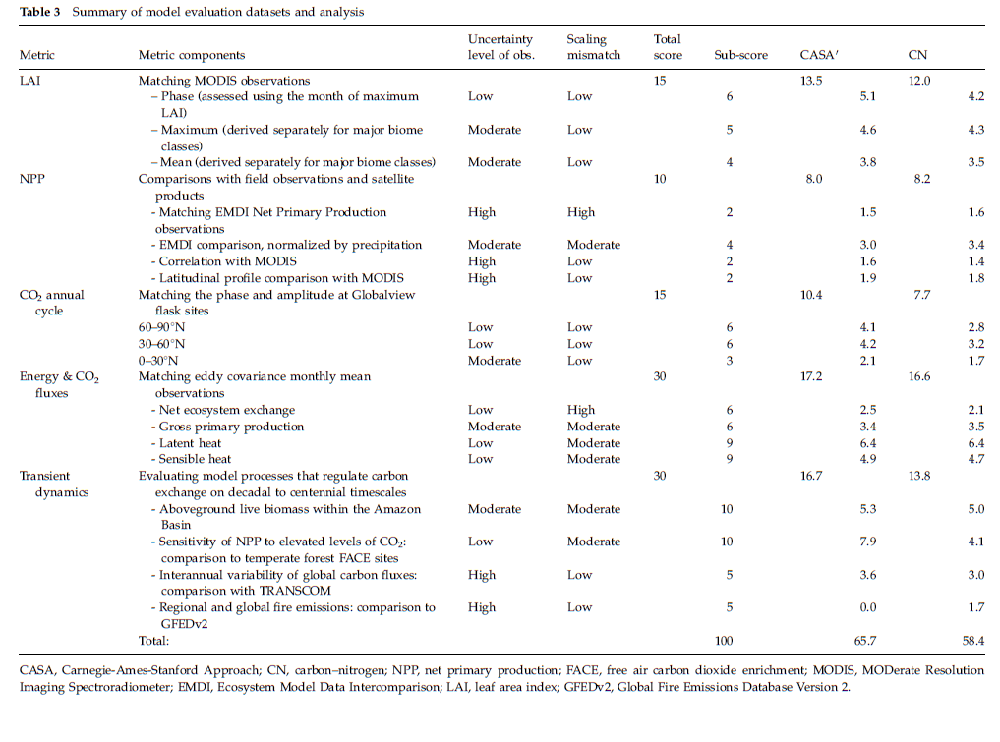 Table 3 Summary of model evaluation datasets and analysis
Uncertainty Scaling Total
Metric Metric components level of obs. mismatch score Sub-score CASA′ CN
LAI Matching MODIS observations 15 13.5 12.0
– Phase (assessed using the month of maximum Low Low 6 5.1 4.2
LAI)
– Maximum (derived separately for major biome Moderate Low 5 4.6 4.3
classes)
– Mean (derived separately for major biome classes) Moderate Low 4 3.8 3.5
NPP Comparisons with field observations and satellite 10 8.0 8.2
products
- Matching EMDI Net Primary Production High High 2 1.5 1.6
observations
- EMDI comparison, normalized by precipitation Moderate Moderate 4 3.0 3.4
- Correlation with MODIS High Low 2 1.6 1.4
- Latitudinal profile comparison with MODIS High Low 2 1.9 1.8
CO₂ annual Matching the phase and amplitude at Globalview 15 10.4 7.7
cycle flask sites
60–90°N Low Low 6 4.1 2.8
30–60°N Low Low 6 4.2 3.2
0–30°N Moderate Low 3 2.1 1.7
Energy & CO₂ Matching eddy covariance monthly mean 30 17.2 16.6
fluxes observations
- Net ecosystem exchange Low High 6 2.5 2.1
- Gross primary production Moderate Moderate 6 3.4 3.5
- Latent heat Low Moderate 9 6.4 6.4
- Sensible heat Low Moderate 9 4.9 4.7
Transient Evaluating model processes that regulate carbon 30 16.7 13.8
dynamics exchange on decadal to centennial timescales
- Aboveground live biomass within the Amazon Moderate Moderate 10 5.3 5.0
Basin
- Sensitivity of NPP to elevated levels of CO₂: Low Moderate 10 7.9 4.1
comparison to temperate forest FACE sites
- Interannual variability of global carbon fluxes: High Low 5 3.6 3.0
comparison with TRANSCOM
- Regional and global fire emissions: comparison to High Low 5 0.0 1.7
GFEDv2
Total: 100 65.7 58.4
CASA, Carnegie-Ames-Stanford Approach; CN, carbon–nitrogen; NPP, net primary production; FACE, free air carbon dioxide enrichment; MODIS, MODerate Resolution
Imaging Spectroradiometer; EMDI, Ecosystem Model Data Intercomparison; LAI, leaf area index; GFEDv2, Global Fire Emissions Database Version 2.